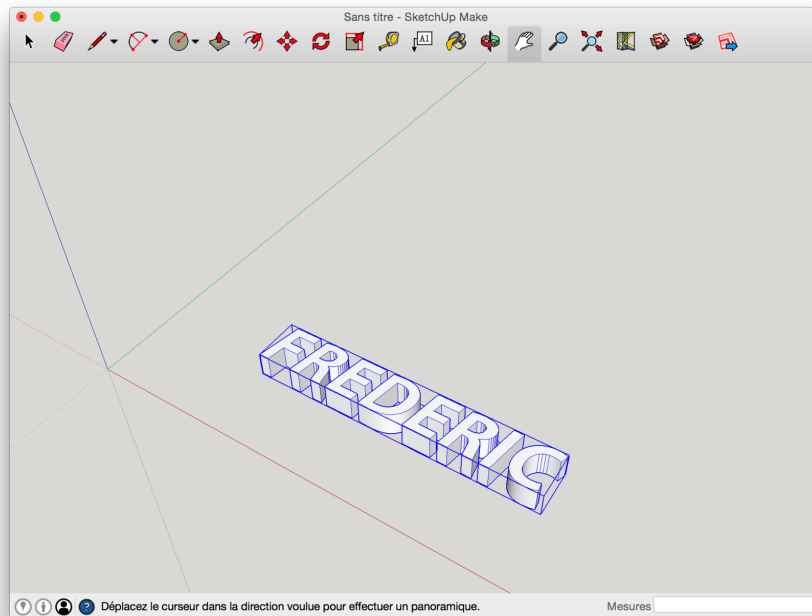 Sans titre - SketchUp Make
A1
FREDERIC
Déplacez le curseur dans la direction voulue pour effectuer un panoramique.
Mesures